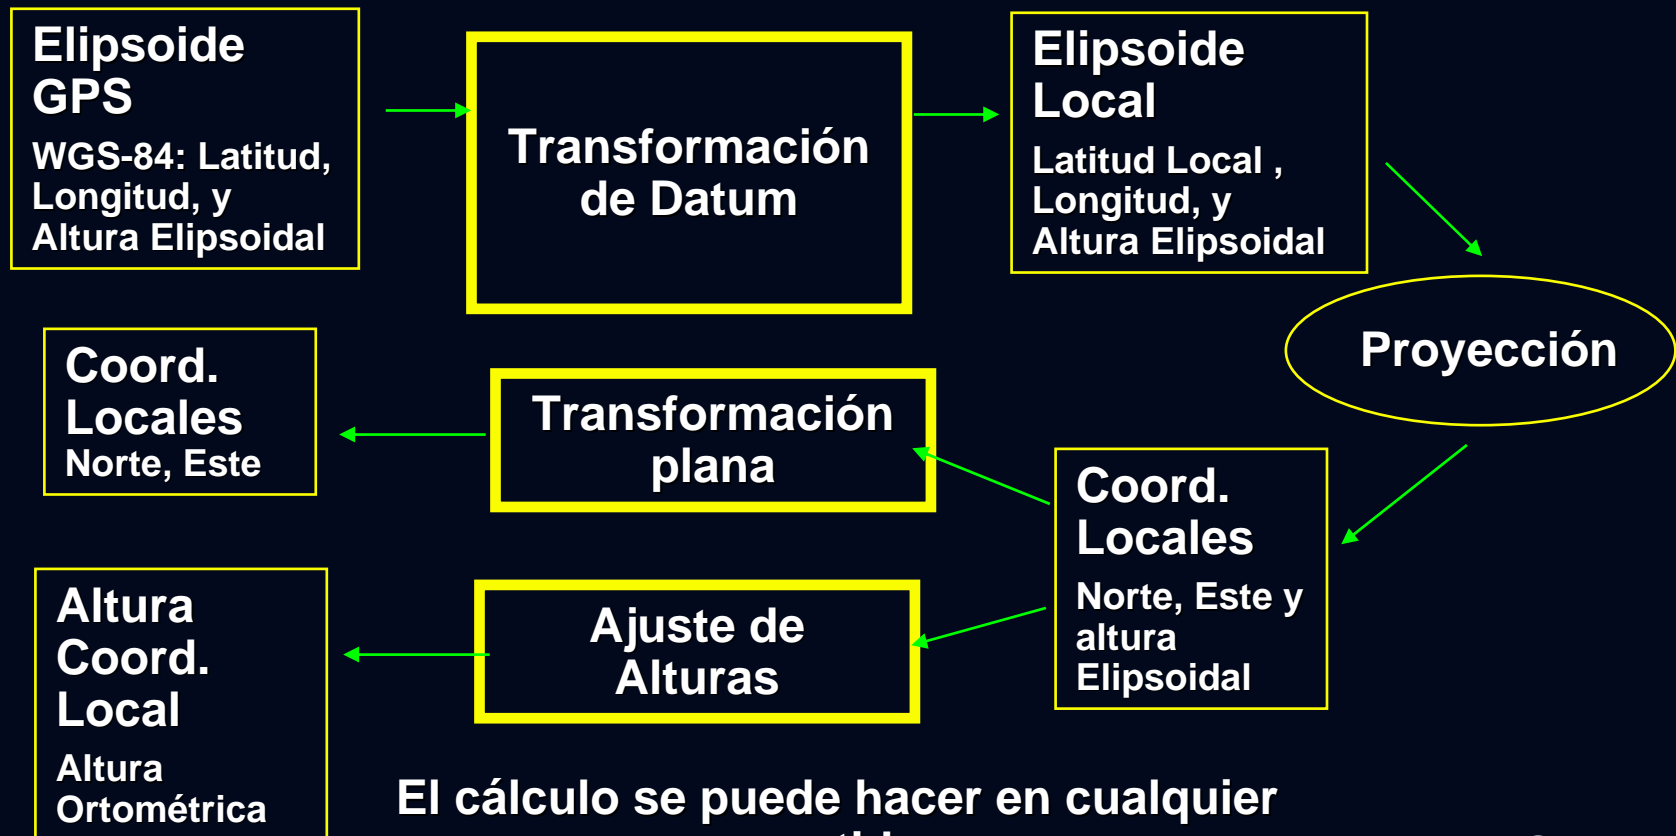 Elipsoide
GPS
WGS-84: Latitud,
Longitud, y
Altura Elipsoidal
Transformación
de Datum
Elipsoide
Local
Latitud Local ,
Longitud, y
Altura Elipsoidal
Proyección
Coord.
Locales
Norte, Este
Transformación
plana
Coord.
Locales
Norte, Este y
altura
Elipsoidal
Altura
Coord.
Local
Altura
Ortométrica
Ajuste de
Alturas
El cálculo se puede hacer en cualquier